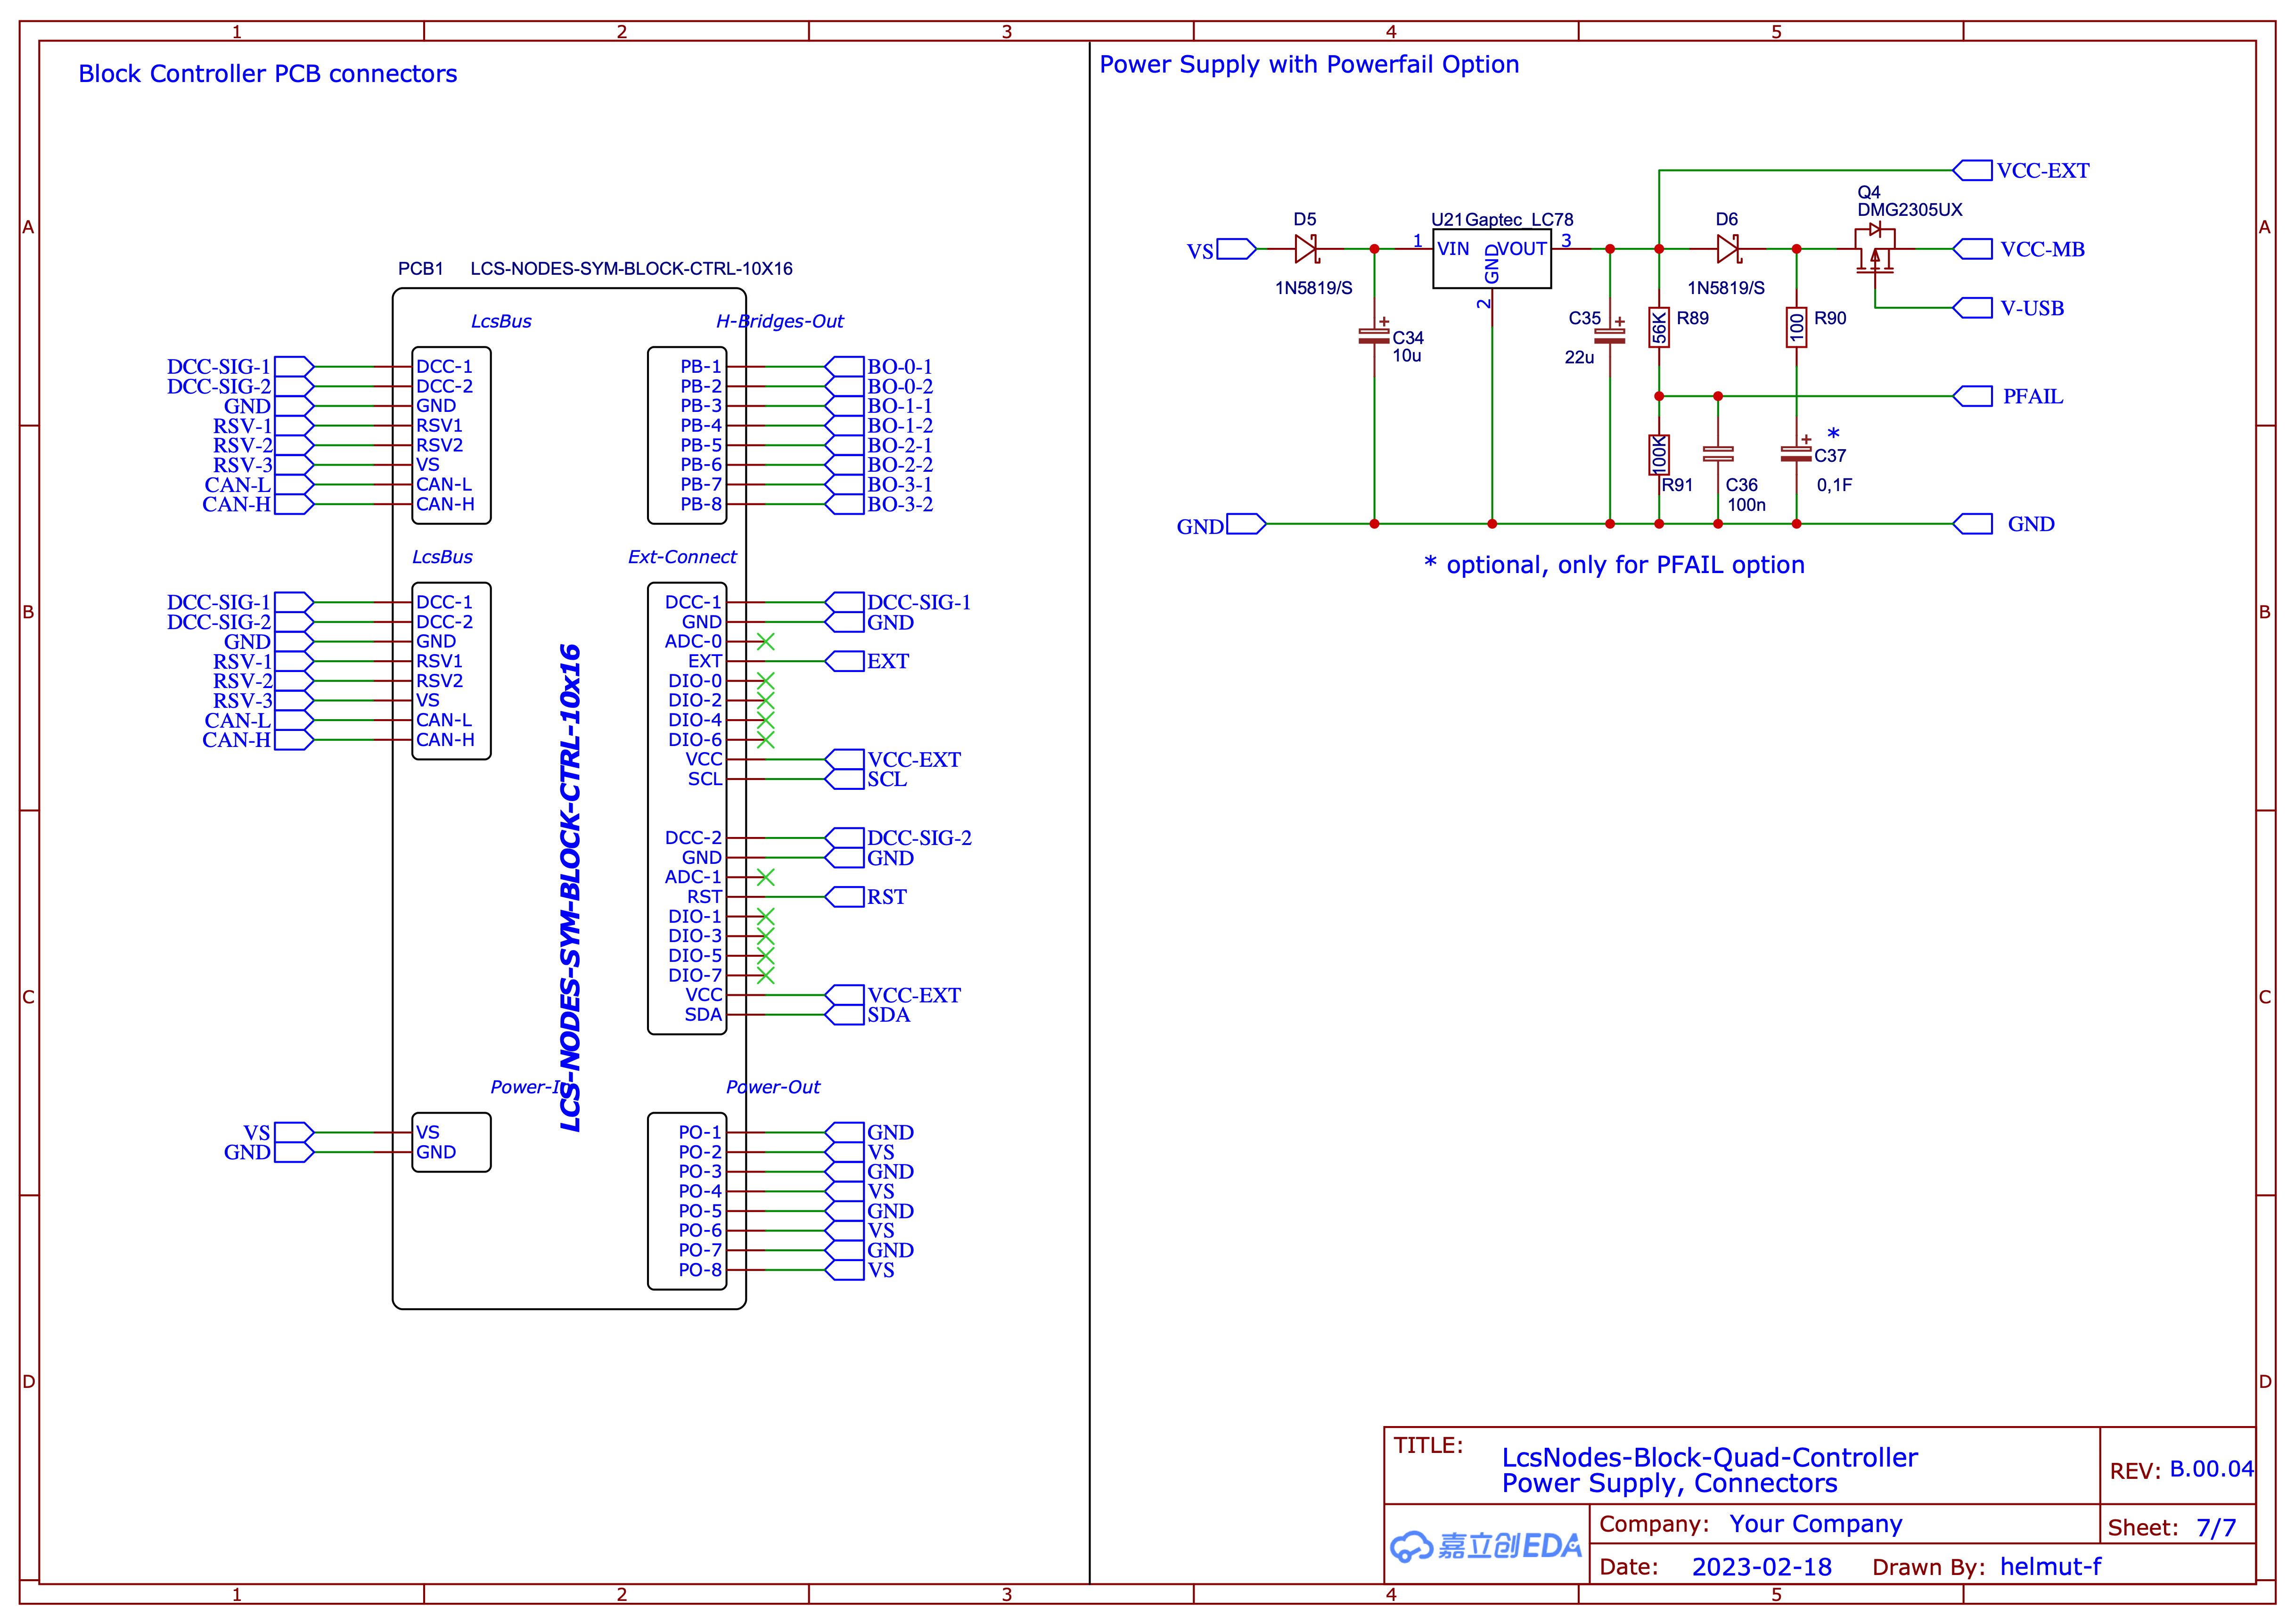 1 2 3 4 5
Block Controller PCB connectors
Power Supply with Powerfail Option
A
B
C
D
PCB1 LCS-NODES-SYM-BLOCK-CTRL-10X16
LcsBus
DCC-SIG-1 DCC-1
DCC-SIG-2 DCC-2
GND GND
RSV-1 RSV1
RSV-2 RSV2
RSV-3 VS
CAN-L CAN-L
CAN-H CAN-H
H-Bridges-Out
PB-1 BO-0-1
PB-2 BO-0-2
PB-3 BO-1-1
PB-4 BO-1-2
PB-5 BO-2-1
PB-6 BO-2-2
PB-7 BO-3-1
PB-8 BO-3-2
LcsBus
DCC-SIG-1 DCC-1
DCC-SIG-2 DCC-2
GND GND
RSV-1 RSV1
RSV-2 RSV2
RSV-3 VS
CAN-L CAN-L
CAN-H CAN-H
Ext-Connect
DCC-1 DCC-SIG-1
GND GND
ADC-0
EXT EXT
DIO-0
DIO-2
DIO-4
DIO-6
VCC VCC-EXT
SCL SCL
DCC-2 DCC-SIG-2
GND GND
ADC-1
RST RST
DIO-1
DIO-3
DIO-5
DIO-7
VCC VCC-EXT
SDA SDA
LCS-NODES-SYM-BLOCK-CTRL-10x16
Power-In
VS VS
GND GND
Power-Out
PO-1 GND
PO-2 VS
PO-3 GND
PO-4 VS
PO-5 GND
PO-6 VS
PO-7 GND
PO-8 VS
VCC-EXT
Q4
DMG2305UX
D5
U21 Gaptec_LC78
D6
VS
1 VIN GND VOUT 3
2
VCC-MB
1N5819/S
1N5819/S
V-USB
C34
10u
C35
22u
56K R89
100 R90
PFAIL
100K
R91
C36
100n
*
C37
0,1F
GND
GND
* optional, only for PFAIL option
TITLE:
LcsNodes-Block-Quad-Controller
Power Supply, Connectors
REV: B.00.04
嘉立创EDA
Company: Your Company
Sheet: 7/7
Date: 2023-02-18 Drawn By: helmut-f
A
B
C
D
1 2 3 4 5